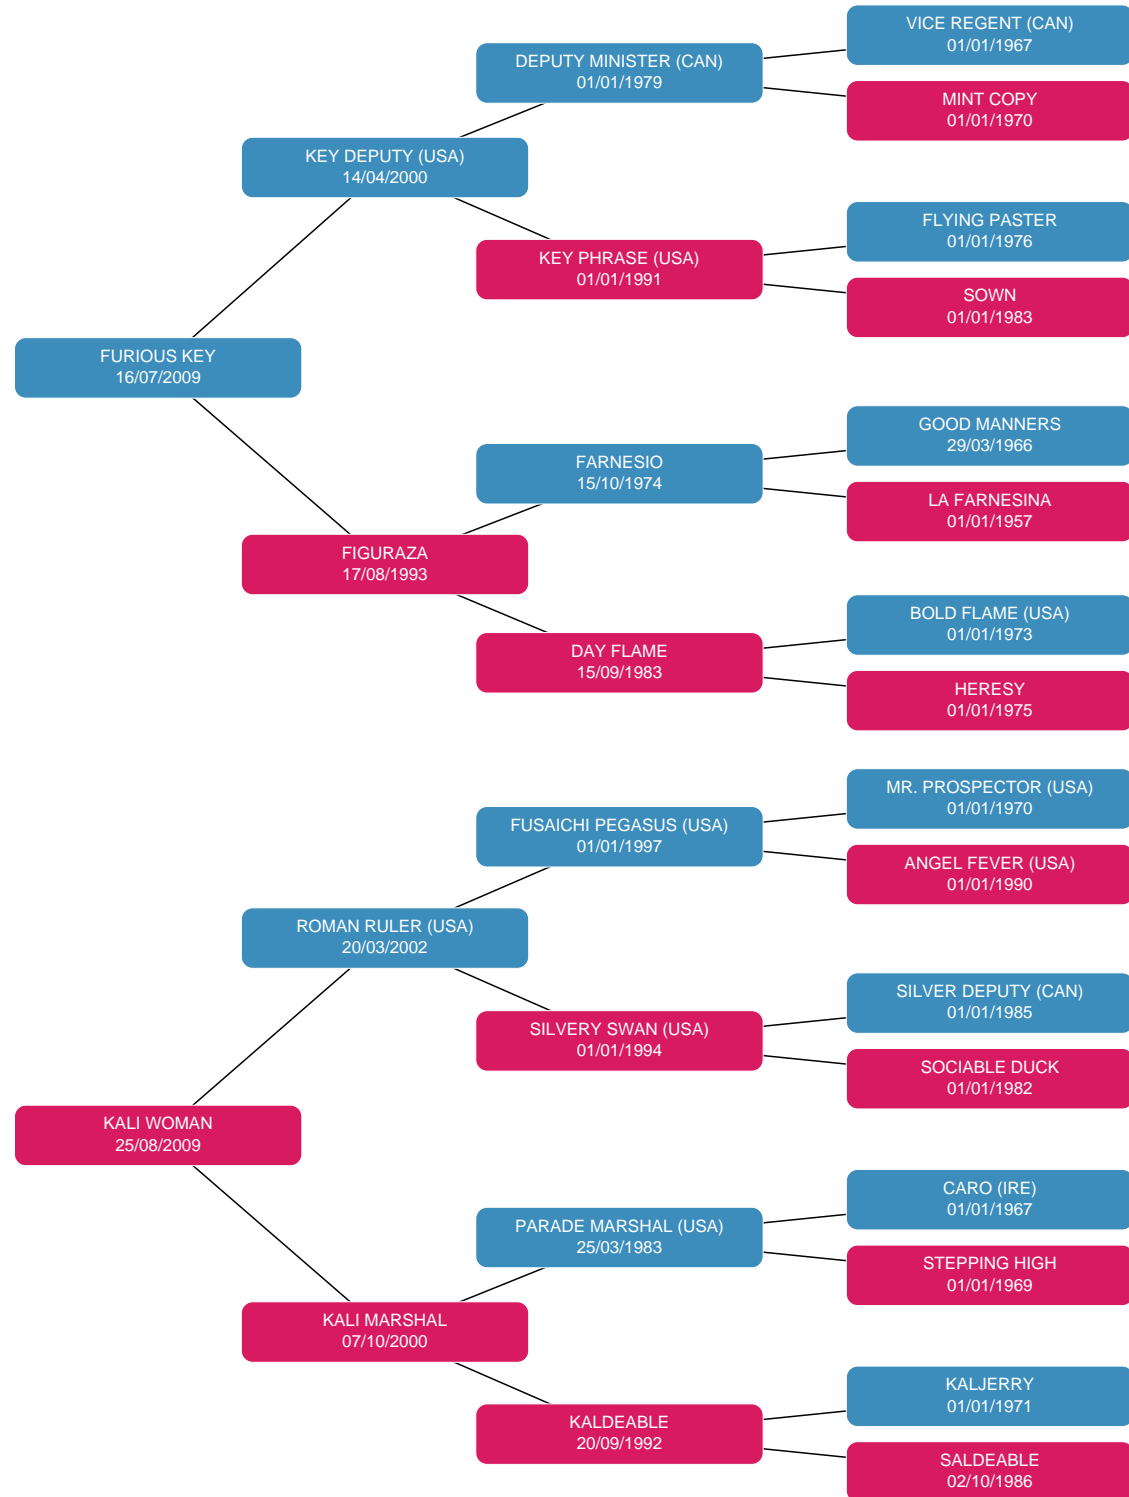 VICE REGENT (CAN)
01/01/1967
DEPUTY MINISTER (CAN)
01/01/1979
MINT COPY
01/01/1970
KEY DEPUTY (USA)
14/04/2000
FLYING PASTER
01/01/1976
KEY PHRASE (USA)
01/01/1991
SOWN
01/01/1983
FURIOUS KEY
16/07/2009
GOOD MANNERS
29/03/1966
FARNESIO
15/10/1974
LA FARNESINA
01/01/1957
FIGURAZA
17/08/1993
BOLD FLAME (USA)
01/01/1973
DAY FLAME
15/09/1983
HERESY
01/01/1975
MR. PROSPECTOR (USA)
01/01/1970
FUSAICHI PEGASUS (USA)
01/01/1997
ANGEL FEVER (USA)
01/01/1990
ROMAN RULER (USA)
20/03/2002
SILVER DEPUTY (CAN)
01/01/1985
SILVERY SWAN (USA)
01/01/1994
SOCIABLE DUCK
01/01/1982
KALI WOMAN
25/08/2009
CARO (IRE)
01/01/1967
PARADE MARSHAL (USA)
25/03/1983
STEPPING HIGH
01/01/1969
KALI MARSHAL
07/10/2000
KALJERRY
01/01/1971
KALDEABLE
20/09/1992
SALDEABLE
02/10/1986